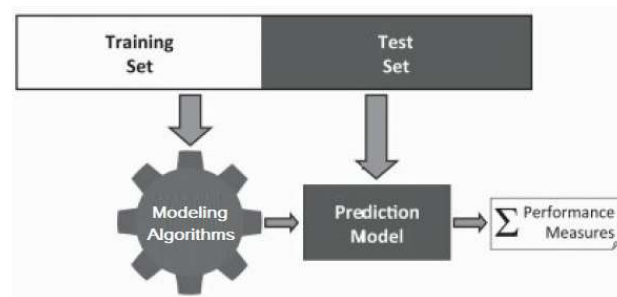 Training
Set
Test
Set
Modeling
Algorithms
Prediction
Model
∑ Performance
Measures